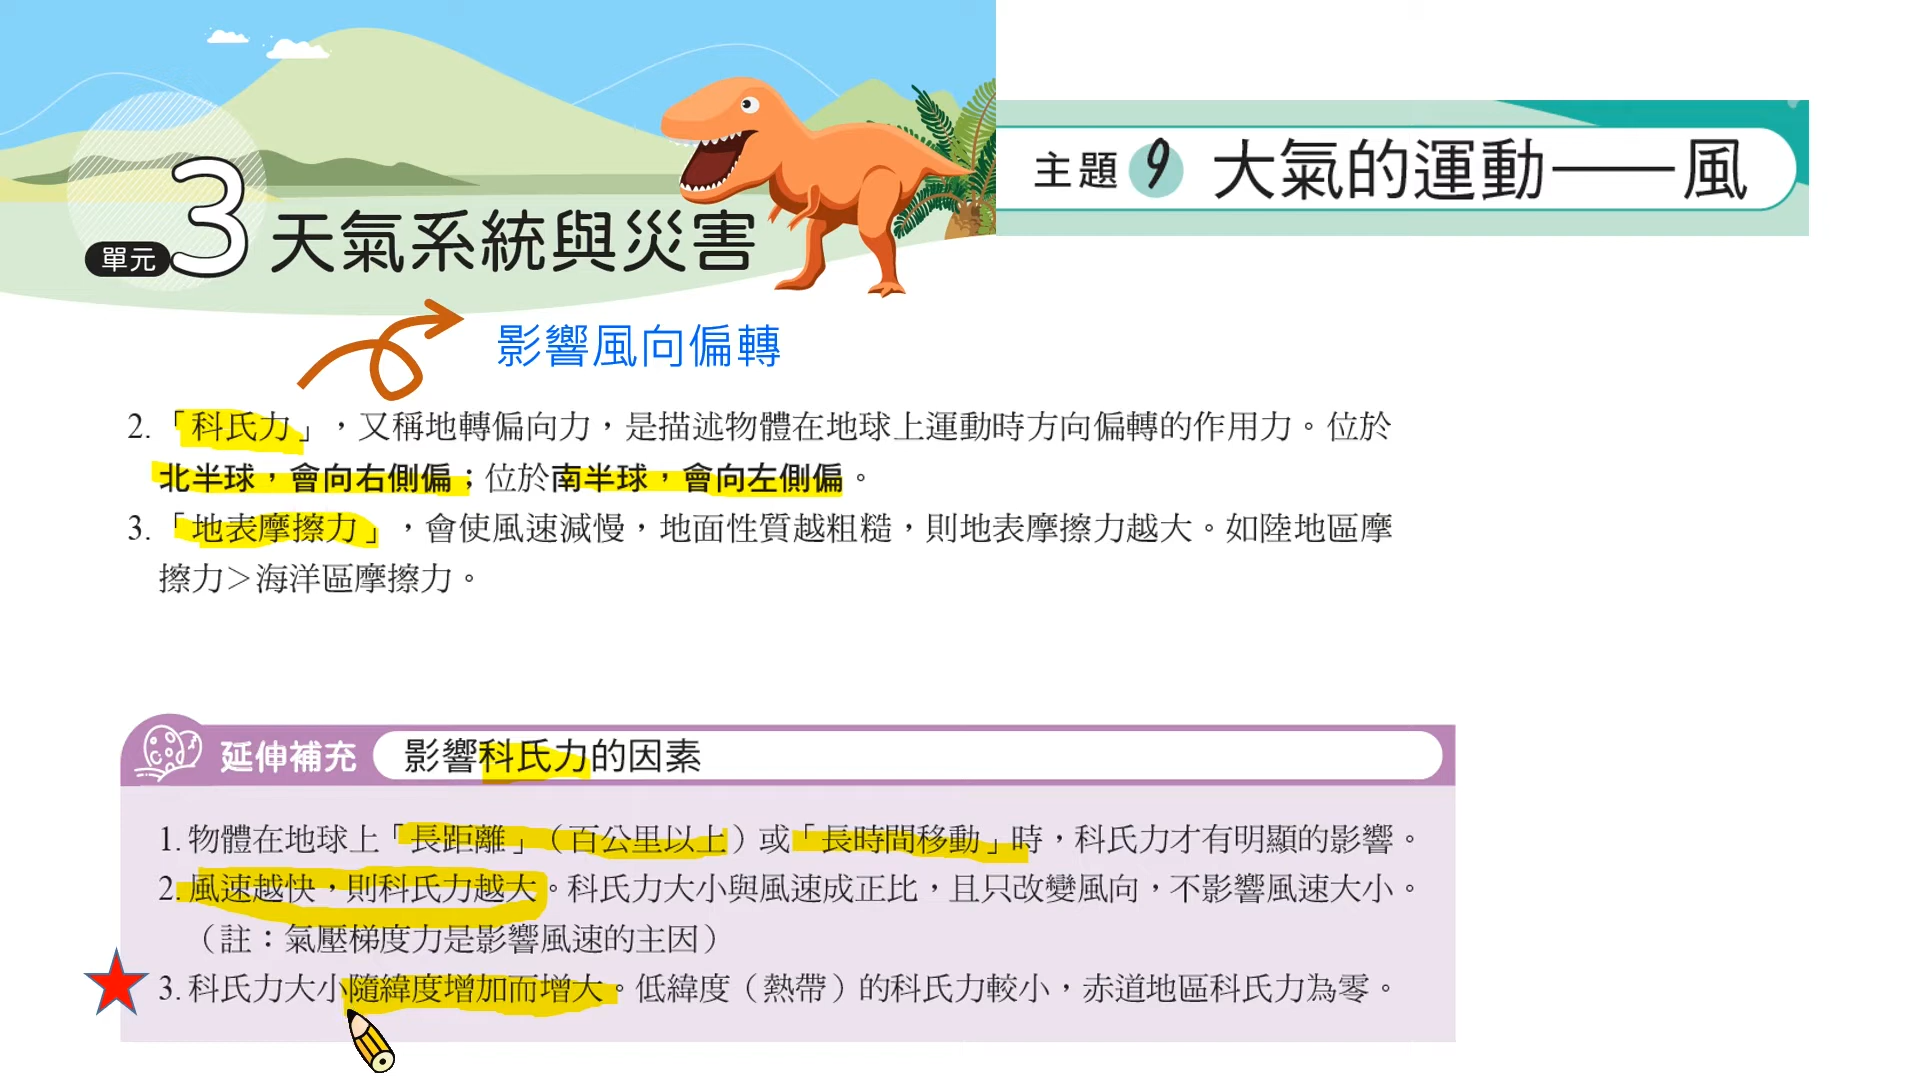 單元3 天氣系統與災害
主題9 大氣的運動——風
影響風向偏轉
2. 「科氏力」，又稱地轉偏向力，是描述物體在地球上運動時方向偏轉的作用力。位於
北半球，會向右側偏；位於南半球，會向左側偏。
3. 「地表摩擦力」，會使風速減慢，地面性質越粗糙，則地表摩擦力越大。如陸地區摩
擦力＞海洋區摩擦力。
延伸補充 影響科氏力的因素
1. 物體在地球上「長距離」（百公里以上）或「長時間移動」時，科氏力才有明顯的影響。
2. 風速越快，則科氏力越大。科氏力大小與風速成正比，且只改變風向，不影響風速大小。
（註：氣壓梯度力是影響風速的主因）
3. 科氏力大小隨緯度增加而增大。低緯度（熱帶）的科氏力較小，赤道地區科氏力為零。